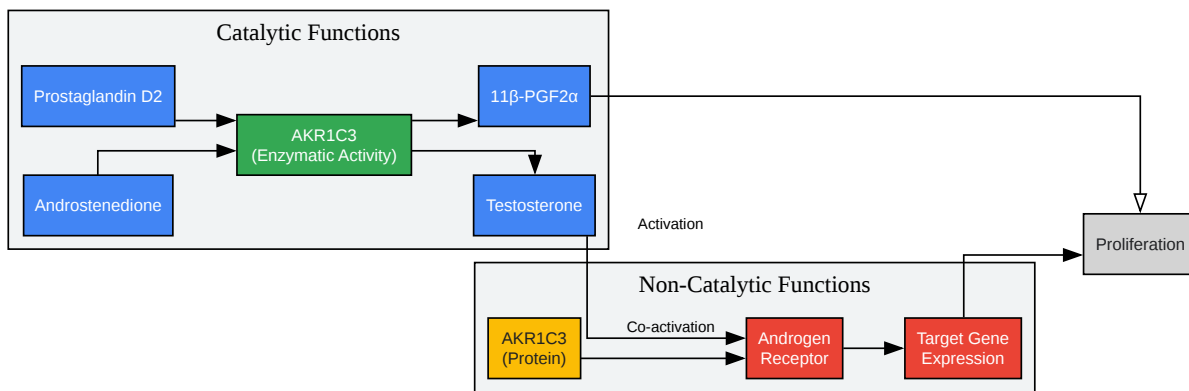 Catalytic Functions
Prostaglandin D2
11β-PGF2α
AKR1C3
(Enzymatic Activity)
Androstenedione
Testosterone
Activation
Proliferation
Non-Catalytic Functions
Co-activation
AKR1C3
(Protein)
Androgen
Receptor
Target Gene
Expression